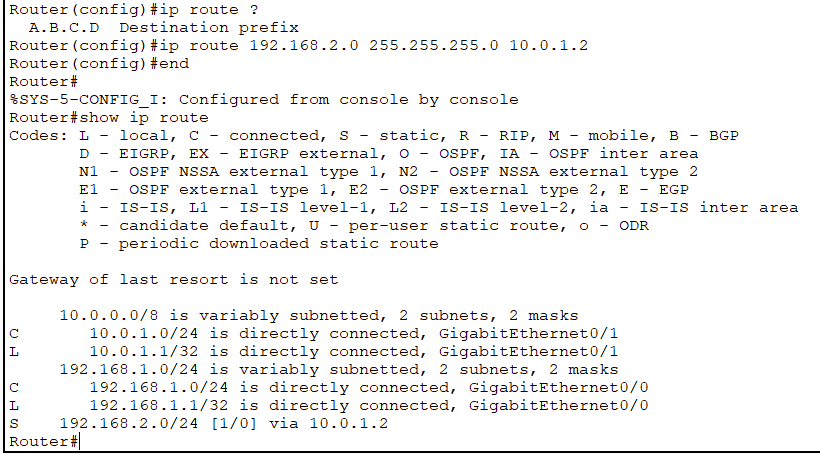 Router(config)#ip route ?
  A.B.C.D  Destination prefix
Router(config)#ip route 192.168.2.0 255.255.255.0 10.0.1.2
Router(config)#end
Router#
%SYS-5-CONFIG_I: Configured from console by console
Router#show ip route
Codes: L - local, C - connected, S - static, R - RIP, M - mobile, B - BGP
       D - EIGRP, EX - EIGRP external, O - OSPF, IA - OSPF inter area
       N1 - OSPF NSSA external type 1, N2 - OSPF NSSA external type 2
       E1 - OSPF external type 1, E2 - OSPF external type 2, E - EGP
       i - IS-IS, L1 - IS-IS level-1, L2 - IS-IS level-2, ia - IS-IS inter area
       * - candidate default, U - per-user static route, o - ODR
       P - periodic downloaded static route

Gateway of last resort is not set

     10.0.0.0/8 is variably subnetted, 2 subnets, 2 masks
C       10.0.1.0/24 is directly connected, GigabitEthernet0/1
L       10.0.1.1/32 is directly connected, GigabitEthernet0/1
     192.168.1.0/24 is variably subnetted, 2 subnets, 2 masks
C       192.168.1.0/24 is directly connected, GigabitEthernet0/0
L       192.168.1.1/32 is directly connected, GigabitEthernet0/0
S    192.168.2.0/24 [1/0] via 10.0.1.2
Router#